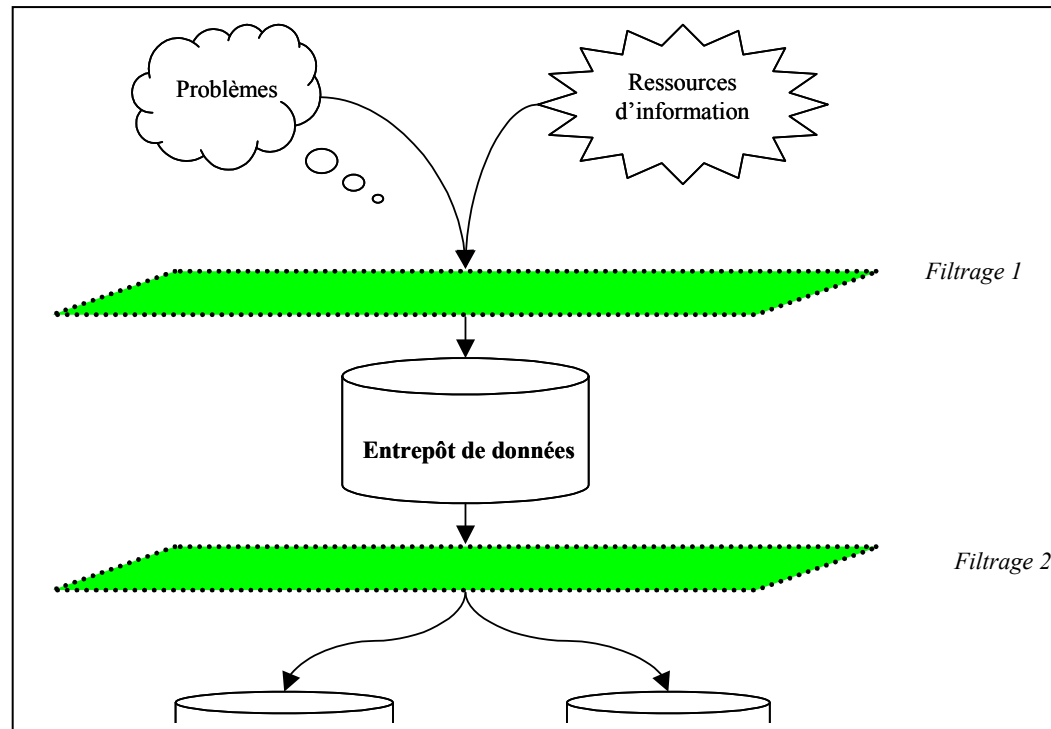 Problèmes
Ressources
d'information
Filtrage 1
Entrepôt de données
Filtrage 2